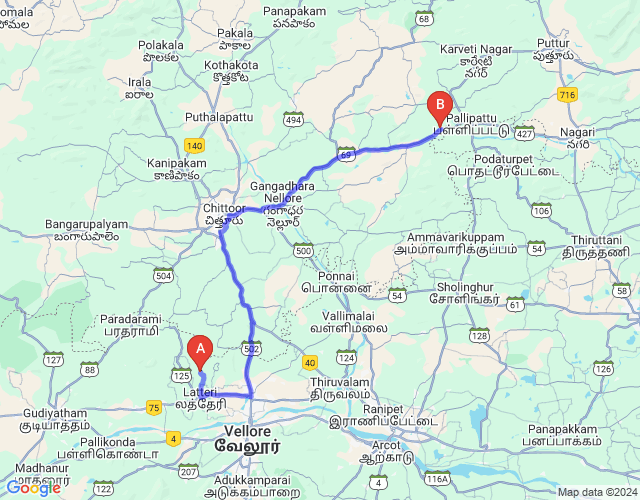 Panapakam
పనపాకం
omala
ోమల
68
Polakala
పొలకల
Pakala
పాకాల
Karveti Nagar
కార్వేటి
నగర్
Puttur
పుత్తూరు
Kothakota
కొత్తకోట
Irala
ఐరాల
Puthalapattu
494
B
Pallipattu
பள்ளிப்பட்டு
716
427
Nagari
నగరి
140
69
Kanipakam
కాణిపాకం
Podaturpet
பொதட்டூர்பேட்டை
Gangadhara
Nellore
గంగాధర
నెల్లూర్
Chittoor
చిత్తూరు
106
Bangarupalyam
బంగారుపాలెం
Ammavarikuppam
அம்மாவாரிக்குப்பம்
Thiruttani
திருத்தணி
500
504
Ponnai
பொன்னை
54
54
Sholinghur
சோளிங்கர்
61
Paradarami
பரதராமி
Vallimalai
வள்ளிமலை
128
A
502
127
88
125
40
124
Latteri
லத்தேரி
Thiruvalam
திருவலம்
75
Gudiyatham
குடியாத்தம்
Ranipet
இராணிப்பேட்டை
Vellore
வேலூர்
4
Pallikonda
பள்ளிகொண்டா
Arcot
ஆற்காடு
Panapakkam
பனப்பாக்கம்
Madhanur
மாதனூர்
207
Adukkamparai
அடுக்கம்பாறை
4
116A
Google
Map data ©2024